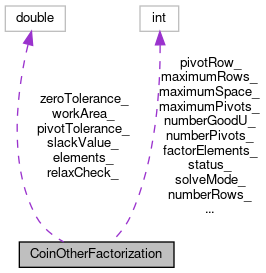 double
int
zeroTolerance_
workArea_
pivotTolerance_
slackValue_
elements_
relaxCheck_
pivotRow_
maximumRows_
maximumSpace_
maximumPivots_
numberGoodU_
numberPivots_
factorElements_
status_
solveMode_
numberRows_
...
CoinOtherFactorization